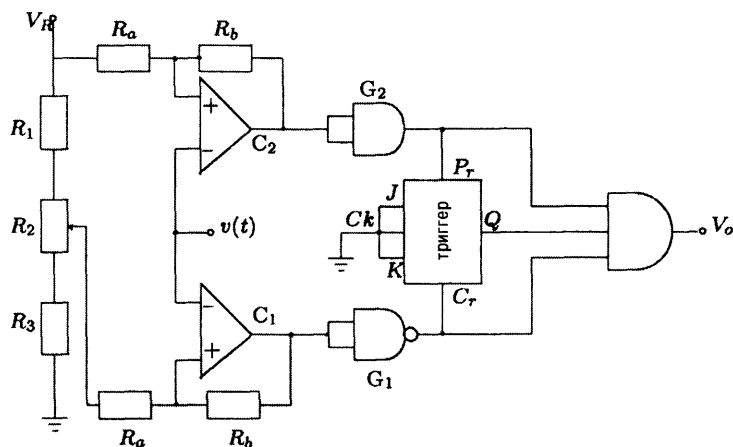 V_R
R_a
R_b
G_2
R_1
+
C_2
−
P_r
J
R_2
v(t)
Ck
триггер
Q
V_o
K
−
C_1
C_r
R_3
+
G_1
R_a
R_b